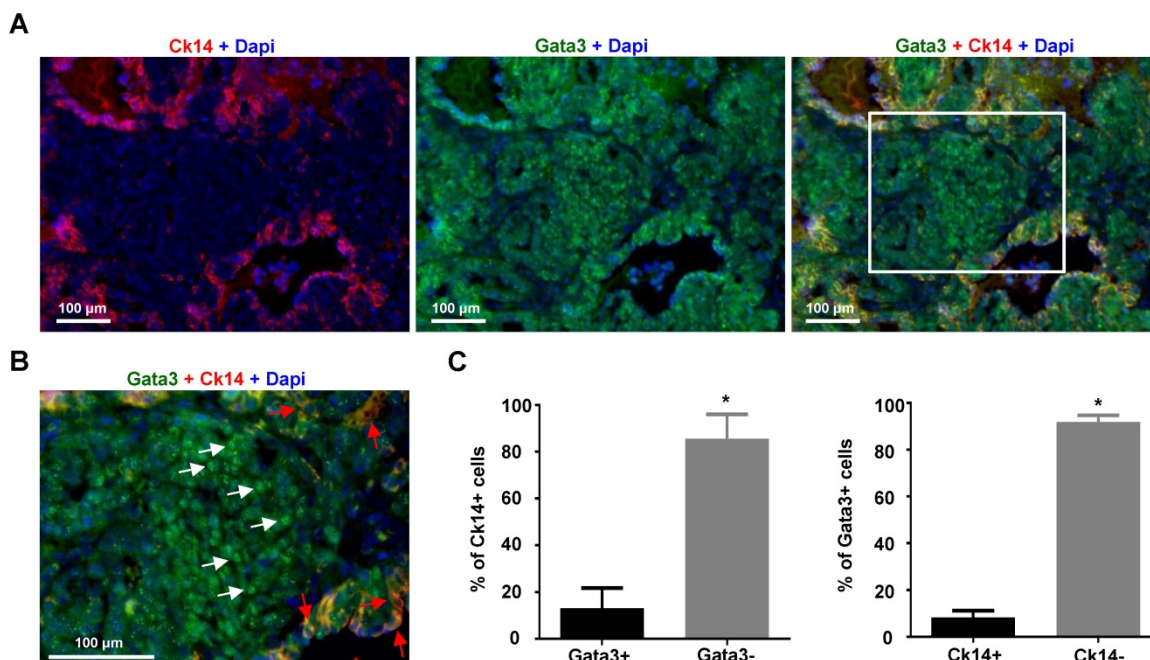 A
Ck14 + Dapi
Gata3 + Dapi
Gata3 + Ck14 + Dapi
100 µm
100 µm
100 µm
B
Gata3 + Ck14 + Dapi
100 µm
C
% of Ck14+ cells
100
80
60
40
20
0
*
Gata3+
Gata3-
% of Gata3+ cells
100
80
60
40
20
0
*
Ck14+
Ck14-